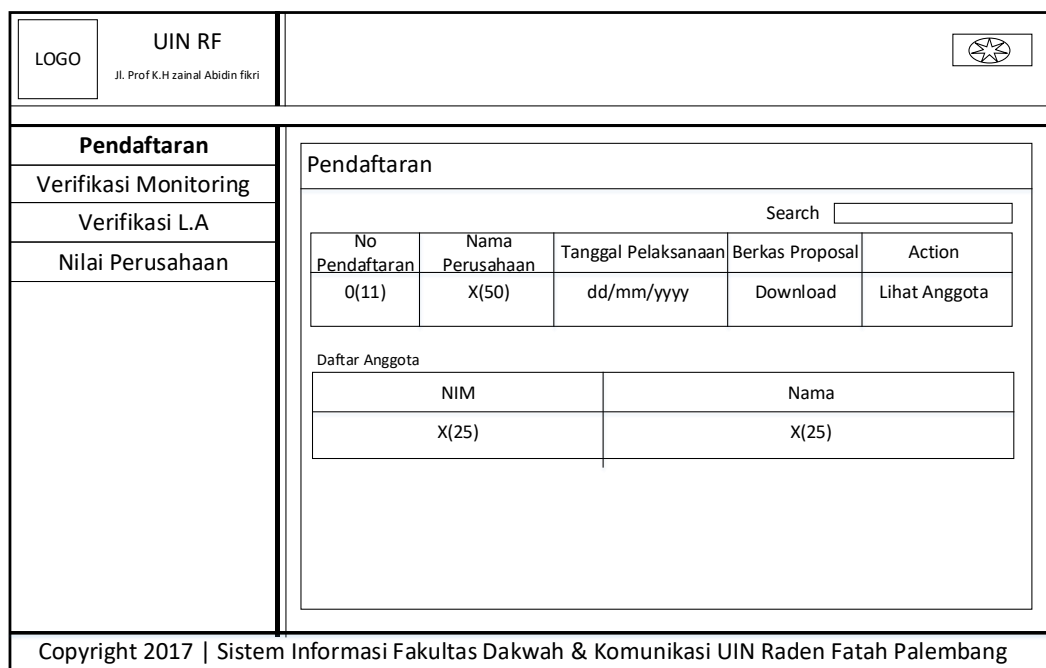 LOGO
UIN RF
Jl. Prof K.H zainal Abidin fikri
Pendaftaran
Verifikasi Monitoring
Verifikasi L.A
Nilai Perusahaan
Pendaftaran
Search
No Pendaftaran Nama Perusahaan Tanggal Pelaksanaan Berkas Proposal Action
0(11) X(50) dd/mm/yyyy Download Lihat Anggota
Daftar Anggota
NIM Nama
X(25) X(25)
Copyright 2017 | Sistem Informasi Fakultas Dakwah & Komunikasi UIN Raden Fatah Palembang